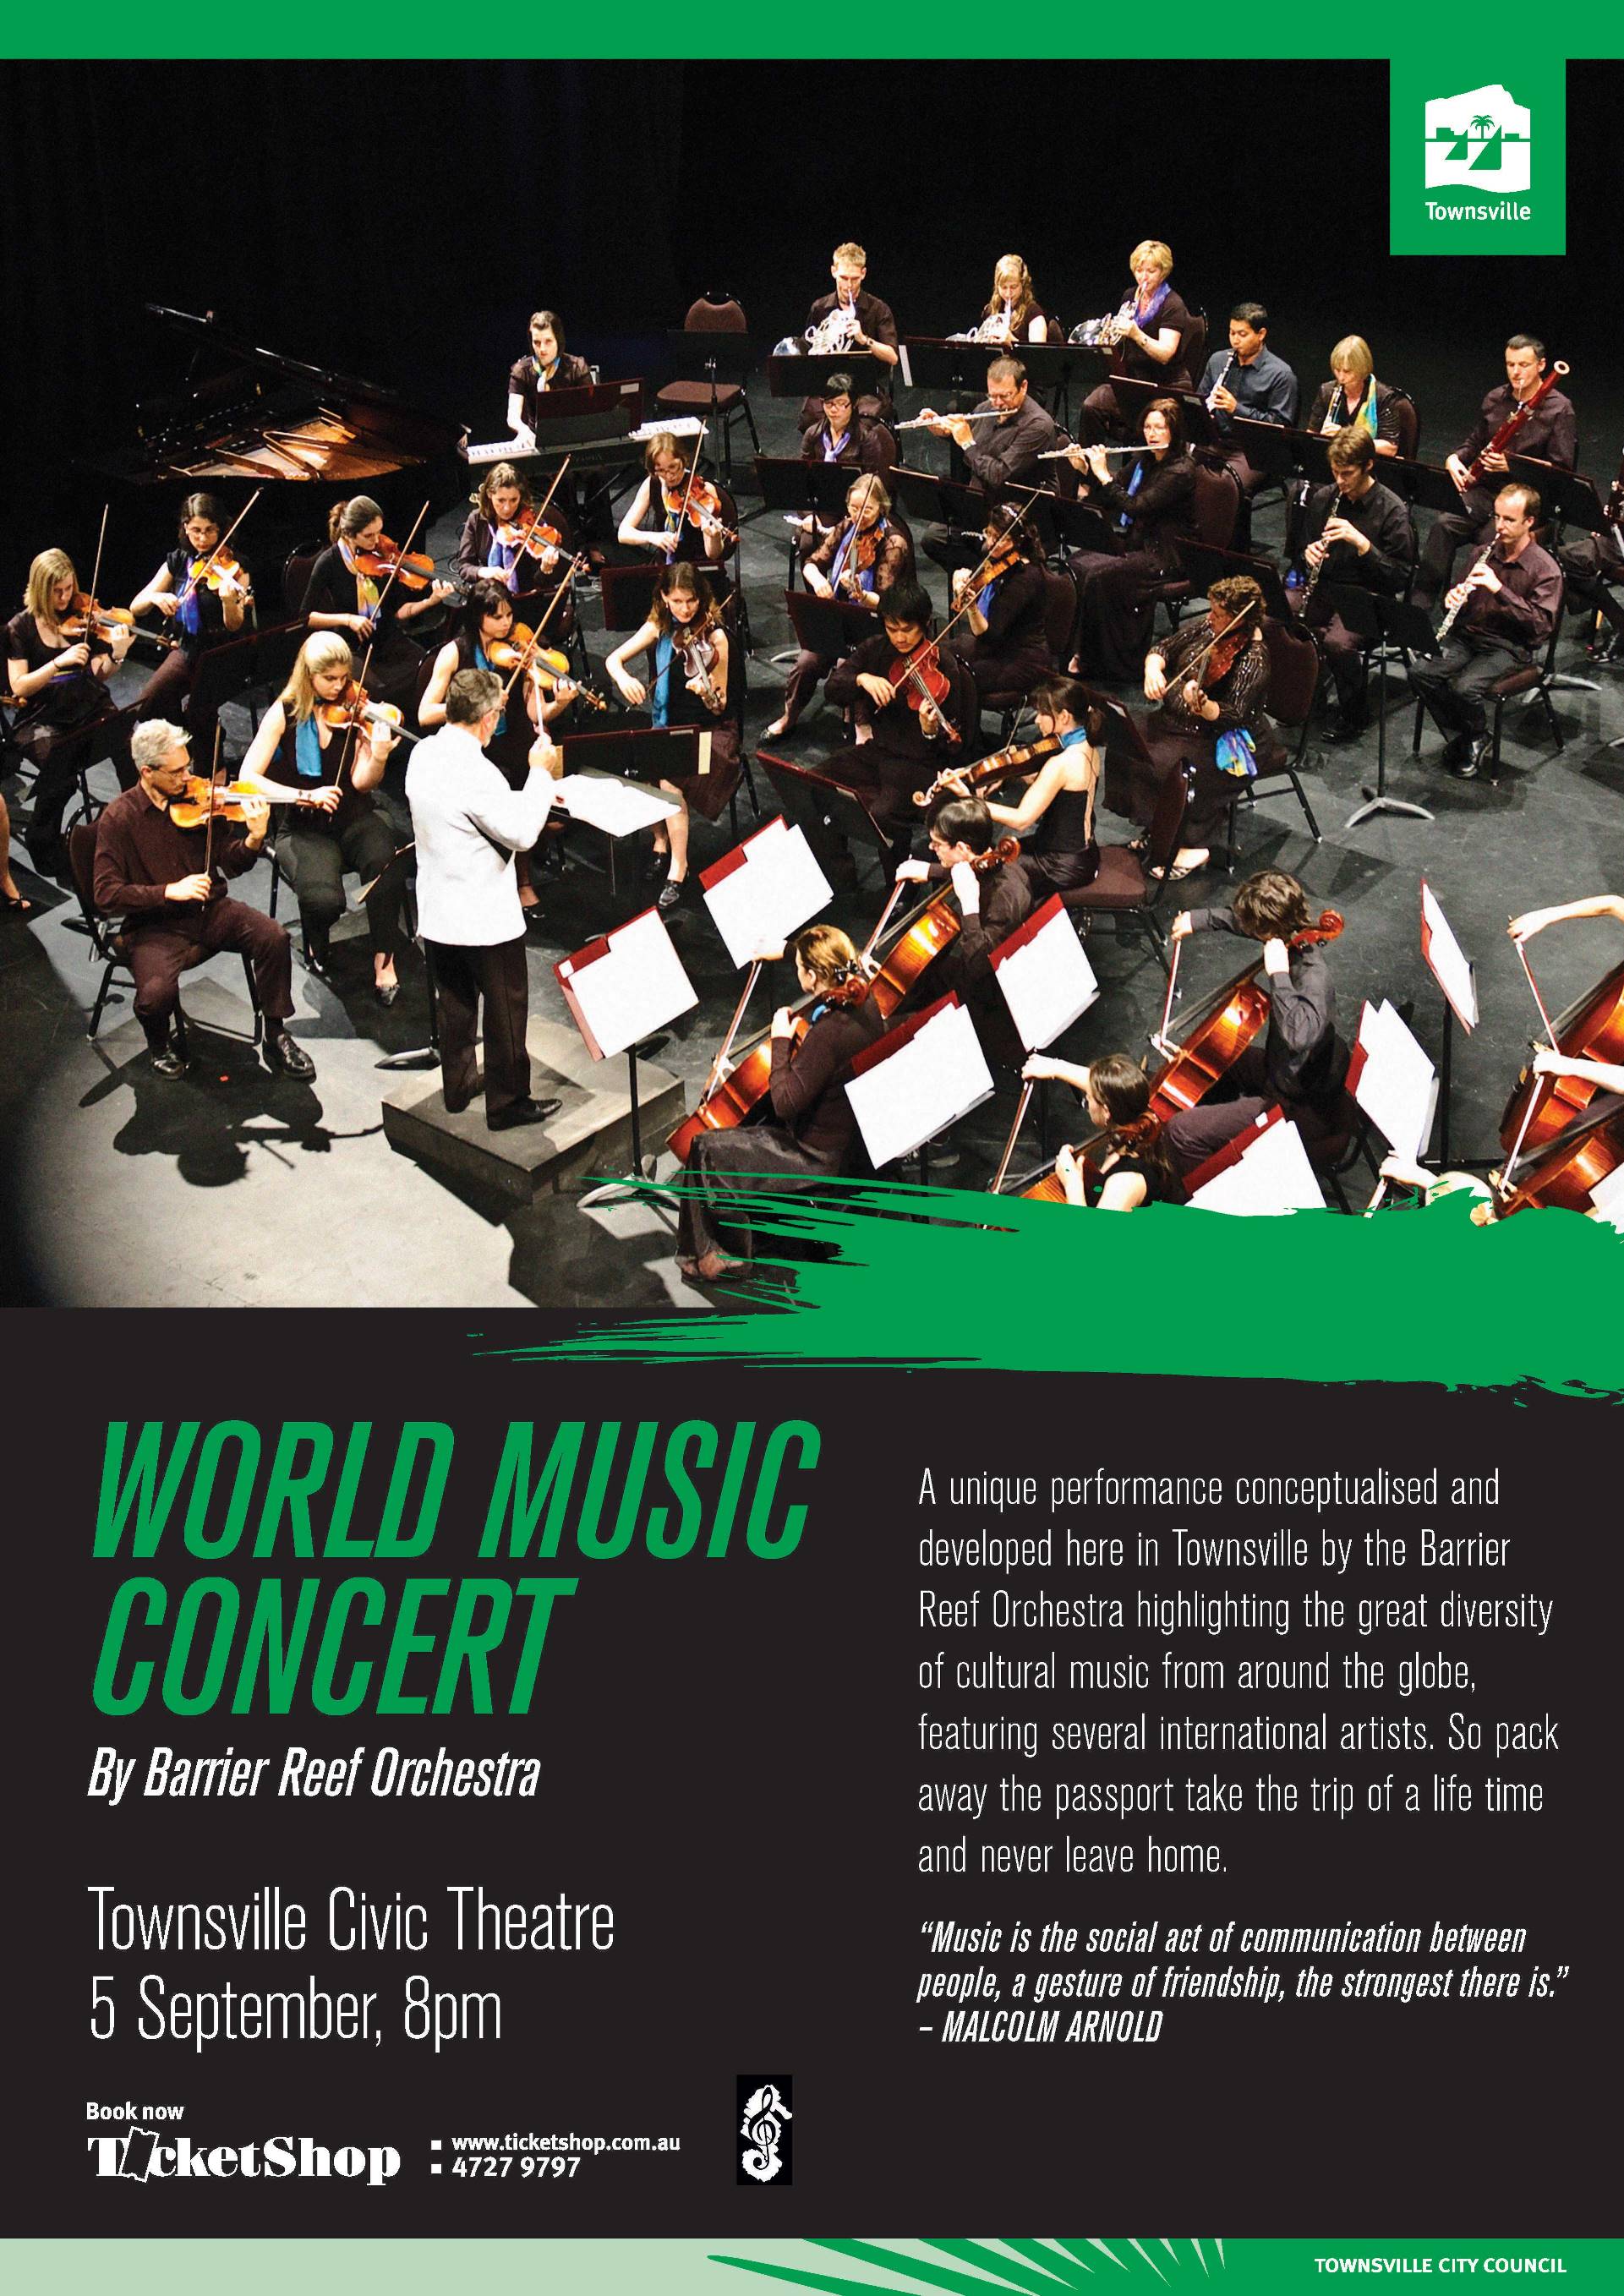 Townsville
WORLD MUSIC
CONCERT
By Barrier Reef Orchestra
Townsville Civic Theatre
5 September, 8pm
Book now
TicketShop
www.ticketshop.com.au
4727 9797
A unique performance conceptualised and
developed here in Townsville by the Barrier
Reef Orchestra highlighting the great diversity
of cultural music from around the globe,
featuring several international artists. So pack
away the passport take the trip of a life time
and never leave home.
“Music is the social act of communication between
people, a gesture of friendship, the strongest there is.”
– MALCOLM ARNOLD
TOWNSVILLE CITY COUNCIL